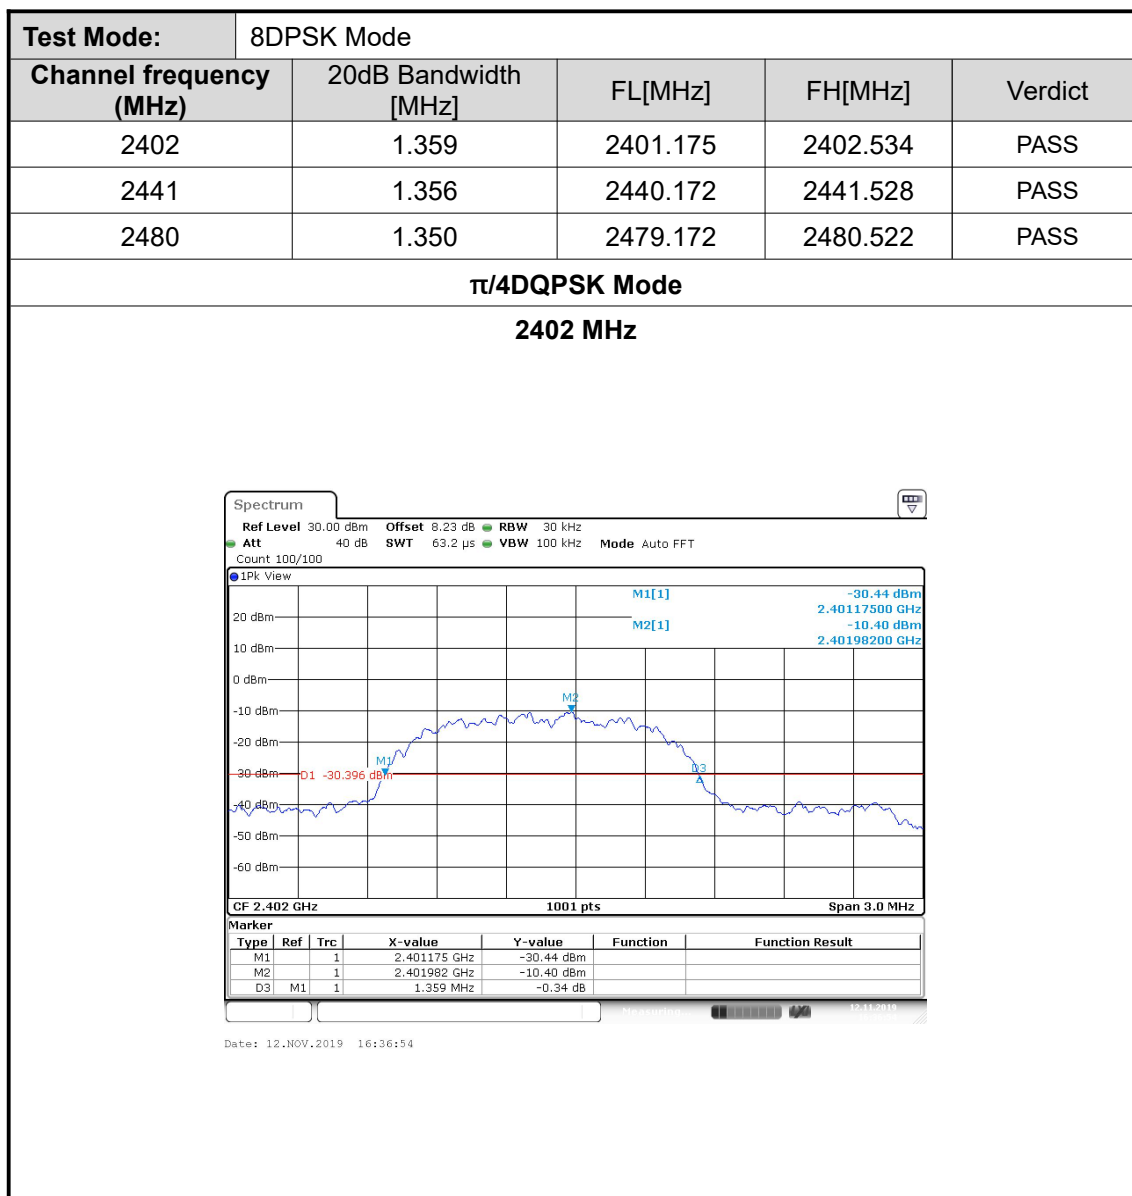 Test Mode: 8DPSK Mode
Channel frequency (MHz) 20dB Bandwidth [MHz] FL[MHz] FH[MHz] Verdict
2402 1.359 2401.175 2402.534 PASS
2441 1.356 2440.172 2441.528 PASS
2480 1.350 2479.172 2480.522 PASS
π/4DQPSK Mode
2402 MHz
Spectrum
Ref Level 30.00 dBm Offset 8.23 dB RBW 30 kHz
Att 40 dB SWT 63.2 µs VBW 100 kHz Mode Auto FFT
Count 100/100
1Pk View
M1[1] -30.44 dBm
2.40117500 GHz
20 dBm
M2[1] -10.40 dBm
2.40198200 GHz
10 dBm
0 dBm
M2
-10 dBm
-20 dBm
M1
D3
-30 dBm
D1 -30.396 dBm
-40 dBm
-50 dBm
-60 dBm
CF 2.402 GHz 1001 pts Span 3.0 MHz
Marker
Type Ref Trc X-value Y-value Function Function Result
M1 1 2.401175 GHz -30.44 dBm
M2 1 2.401982 GHz -10.40 dBm
D3 M1 1 1.359 MHz -0.34 dB
Measuring... 12.11.2019
Date: 12.NOV.2019 16:36:54